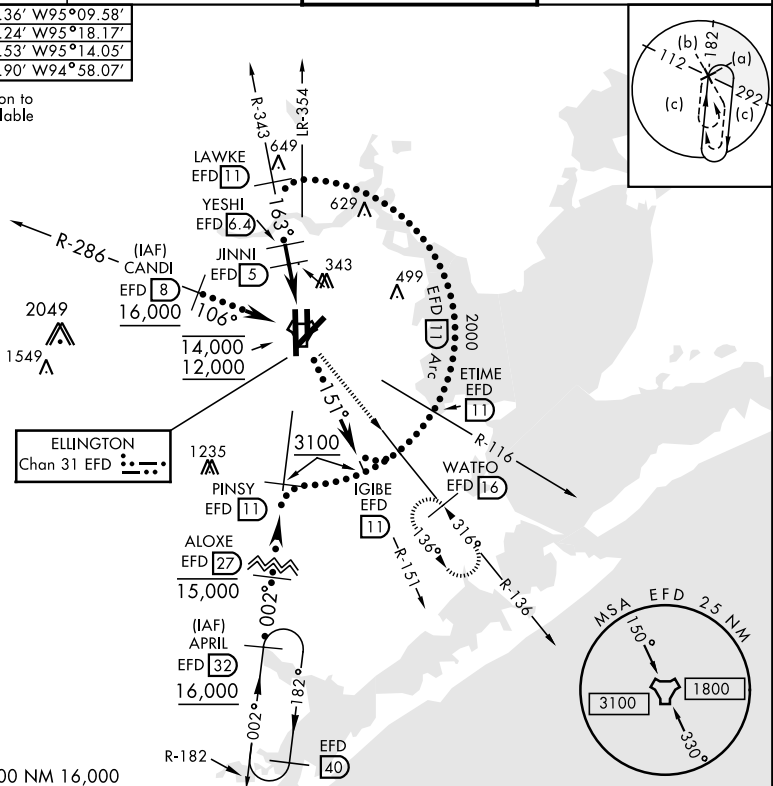 .36' W95°09.58'
.24' W95°18.17'
.53' W95°14.05'
.90' W94°58.07'
on to
lable
(b)
182
(a)
112
292
(c)
(c)
R-343
LR-354
649
LAWKE
EFD 11
629
YESHI
EFD 6.4
163°
JINNI
EFD 5
343
499
R-286
(IAF)
CANDI
EFD 8
16,000
106°
2049
1549
14,000
12,000
EFD 11 Arc
2000
ETIME
EFD
11
151°
R-116
ELLINGTON
Chan 31 EFD
1235
3100
PINSY
EFD 11
IGIBE
EFD
11
WATFO
EFD 16
316°
136°
R-151
R-136
ALOXE
EFD 27
15,000
002°
(IAF)
APRIL
EFD 32
16,000
182°
002°
R-182
EFD
40
MSA EFD 25 NM
150°
3100
1800
330°
00 NM 16,000